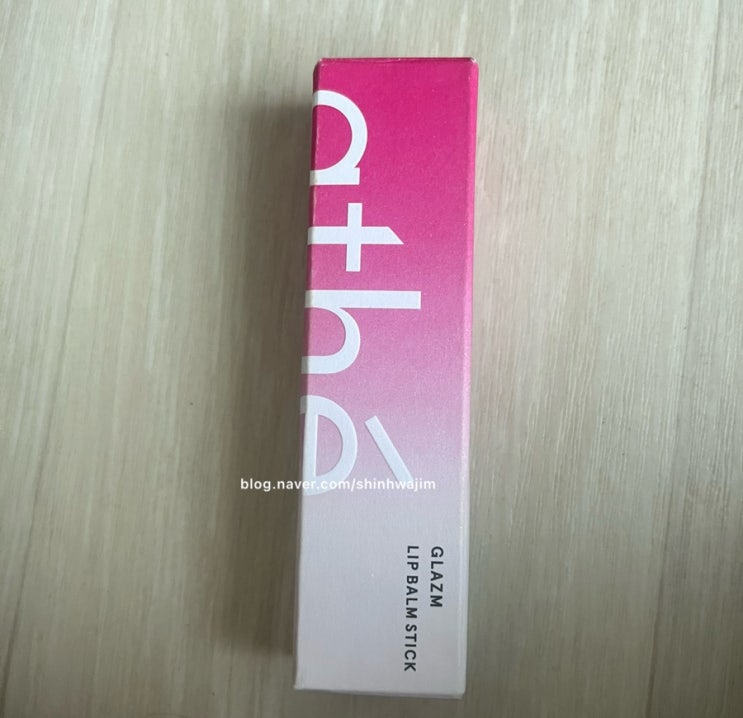 athé
blog.naver.com/shinhwajim
GLAZM
LIP BALM STICK